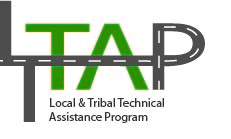 LTAP
Local & Tribal Technical
Assistance Program